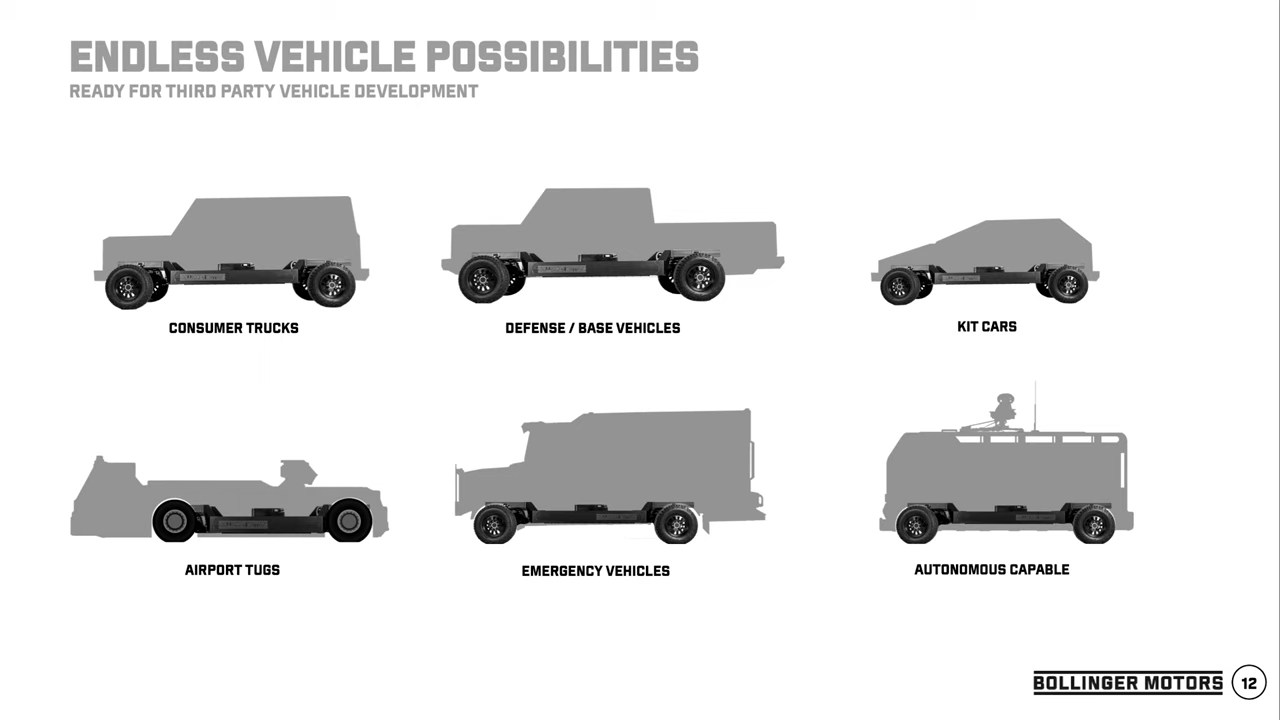 ENDLESS VEHICLE POSSIBILITIES
READY FOR THIRD PARTY VEHICLE DEVELOPMENT
CONSUMER TRUCKS
DEFENSE / BASE VEHICLES
KIT CARS
AIRPORT TUGS
EMERGENCY VEHICLES
AUTONOMOUS CAPABLE
BOLLINGER MOTORS
12